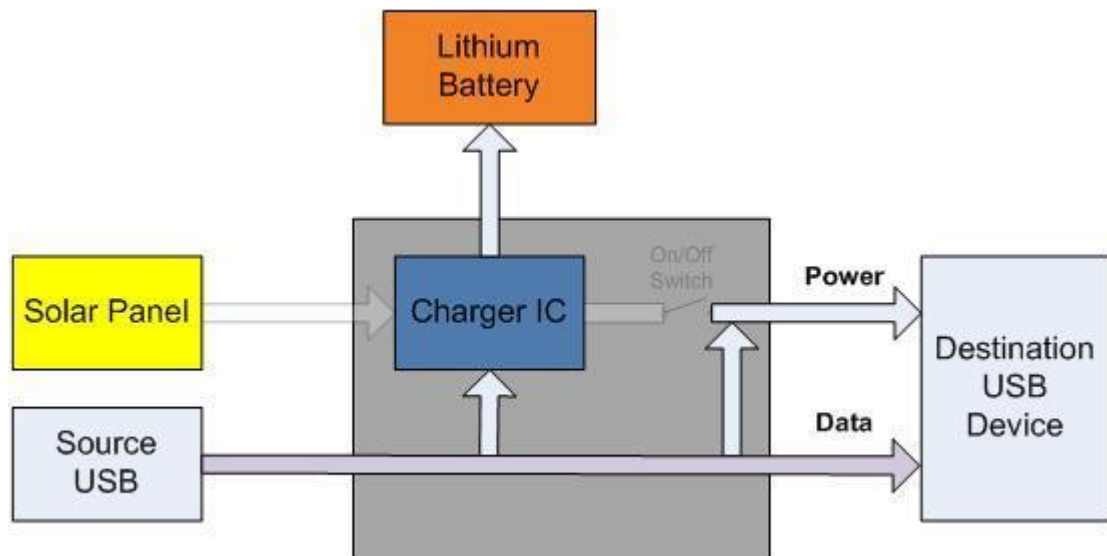 Lithium
Battery
On/Off
Switch
Power
Solar Panel
Charger IC
Destination
USB
Device
Data
Source
USB